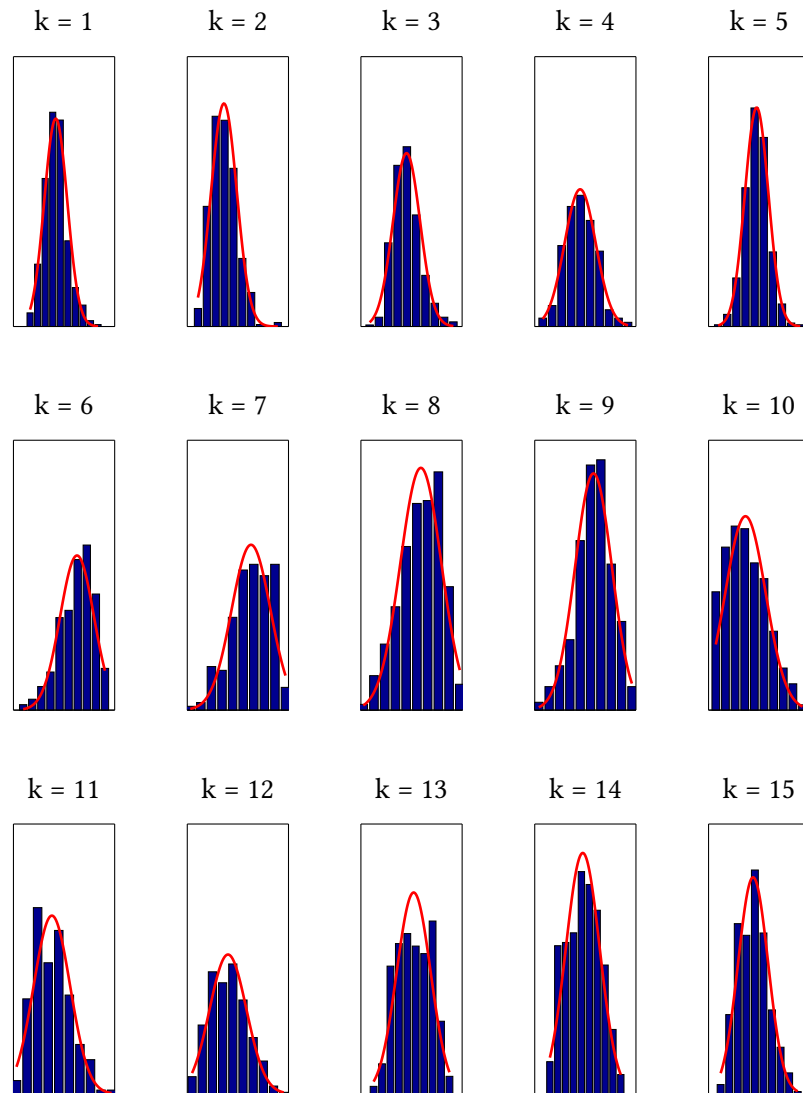 k = 1 k = 2 k = 3 k = 4 k = 5
k = 6 k = 7 k = 8 k = 9 k = 10
k = 11 k = 12 k = 13 k = 14 k = 15